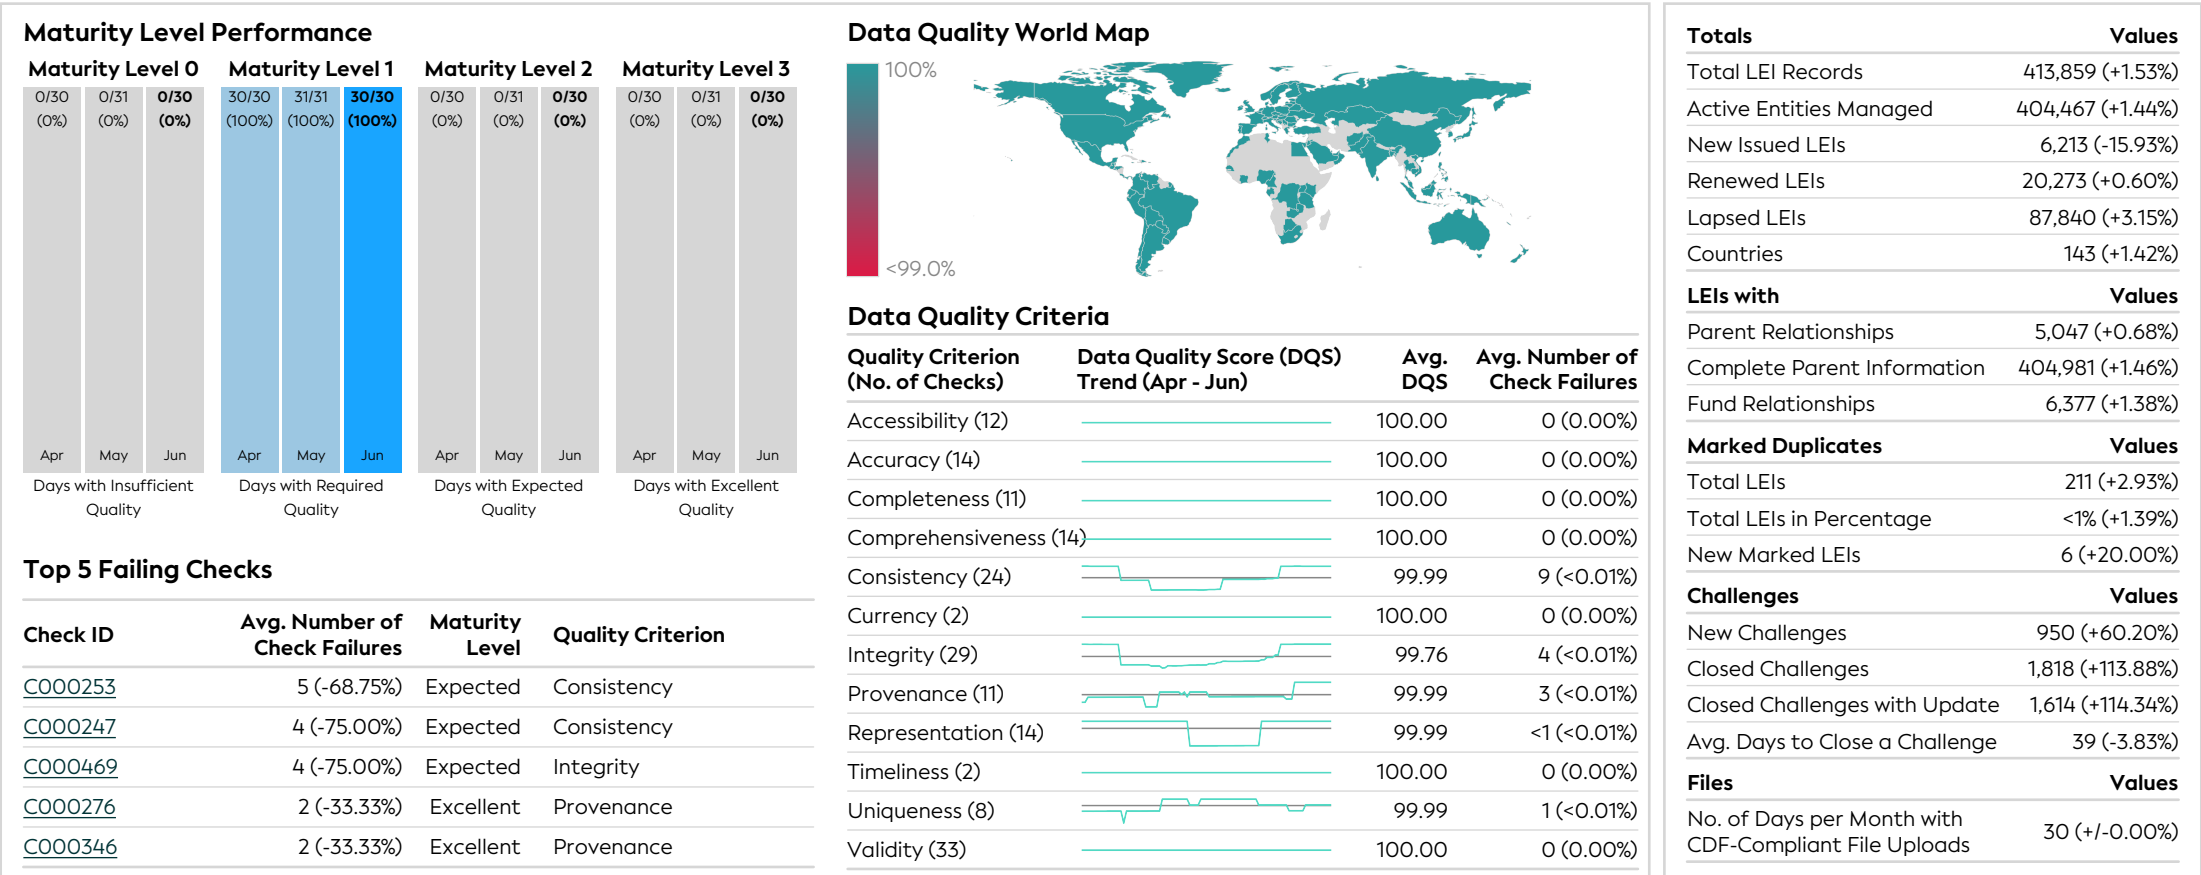 Maturity Level Performance
Maturity Level 0 Maturity Level 1 Maturity Level 2 Maturity Level 3
0/30 0/31 0/30 30/30 31/31 30/30 0/30 0/31 0/30 0/30 0/31 0/30
(0%) (0%) (0%) (100%) (100%) (100%) (0%) (0%) (0%) (0%) (0%) (0%)
Apr May Jun Apr May Jun Apr May Jun Apr May Jun
Days with Insufficient Days with Required Days with Expected Days with Excellent
Quality Quality Quality Quality
Top 5 Failing Checks
Check ID Avg. Number of Check Failures Maturity Level Quality Criterion
C000253 5 (-68.75%) Expected Consistency
C000247 4 (-75.00%) Expected Consistency
C000469 4 (-75.00%) Expected Integrity
C000276 2 (-33.33%) Excellent Provenance
C000346 2 (-33.33%) Excellent Provenance
Data Quality World Map
100%
<99.0%
Data Quality Criteria
Quality Criterion Data Quality Score (DQS) Avg. Avg. Number of
(No. of Checks) Trend (Apr - Jun) DQS Check Failures
Accessibility (12) 100.00 0 (0.00%)
Accuracy (14) 100.00 0 (0.00%)
Completeness (11) 100.00 0 (0.00%)
Comprehensiveness (14) 100.00 0 (0.00%)
Consistency (24) 99.99 9 (<0.01%)
Currency (2) 100.00 0 (0.00%)
Integrity (29) 99.76 4 (<0.01%)
Provenance (11) 99.99 3 (<0.01%)
Representation (14) 99.99 <1 (<0.01%)
Timeliness (2) 100.00 0 (0.00%)
Uniqueness (8) 99.99 1 (<0.01%)
Validity (33) 100.00 0 (0.00%)
Totals Values
Total LEI Records 413,859 (+1.53%)
Active Entities Managed 404,467 (+1.44%)
New Issued LEIs 6,213 (-15.93%)
Renewed LEIs 20,273 (+0.60%)
Lapsed LEIs 87,840 (+3.15%)
Countries 143 (+1.42%)
LEIs with Values
Parent Relationships 5,047 (+0.68%)
Complete Parent Information 404,981 (+1.46%)
Fund Relationships 6,377 (+1.38%)
Marked Duplicates Values
Total LEIs 211 (+2.93%)
Total LEIs in Percentage <1% (+1.39%)
New Marked LEIs 6 (+20.00%)
Challenges Values
New Challenges 950 (+60.20%)
Closed Challenges 1,818 (+113.88%)
Closed Challenges with Update 1,614 (+114.34%)
Avg. Days to Close a Challenge 39 (-3.83%)
Files Values
No. of Days per Month with
CDF-Compliant File Uploads 30 (+/-0.00%)